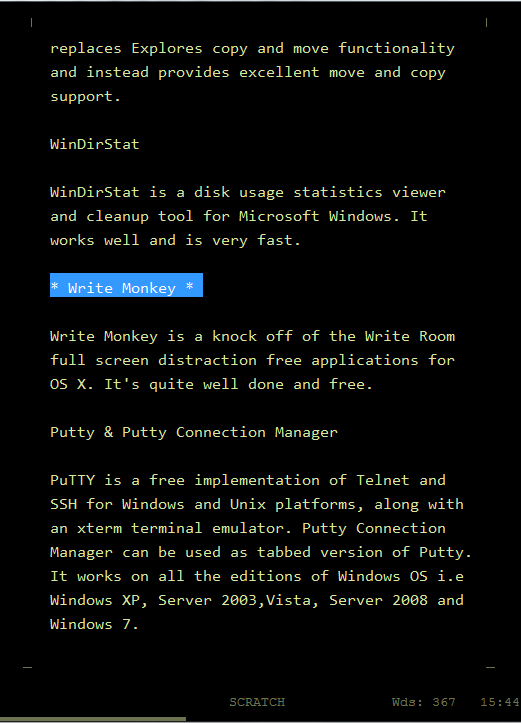 replaces Explores copy and move functionality
and instead provides excellent move and copy
support.
WinDirStat
WinDirStat is a disk usage statistics viewer
and cleanup tool for Microsoft Windows. It
works well and is very fast.
* Write Monkey *
Write Monkey is a knock off of the Write Room
full screen distraction free applications for
OS X. It's quite well done and free.
Putty & Putty Connection Manager
PuTTY is a free implementation of Telnet and
SSH for Windows and Unix platforms, along with
an xterm terminal emulator. Putty Connection
Manager can be used as tabbed version of Putty.
It works on all the editions of Windows OS i.e
Windows XP, Server 2003,Vista, Server 2008 and
Windows 7.
SCRATCH Wds: 367 15:44